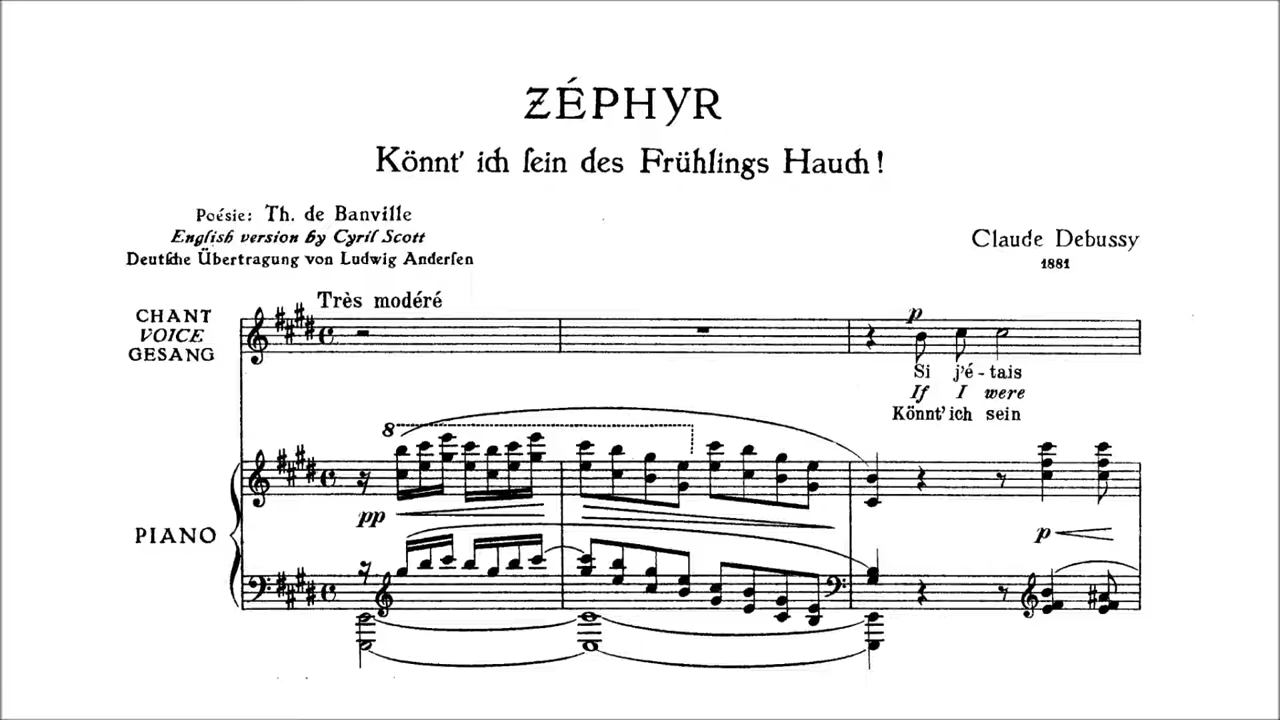 ZÉPHYR
Könnt' ich ſein des Frühlings Hauch!
Poésie: Th. de Banville
English version by Cyril Scott
Deutſche Übertragung von Ludwig Anderſen
Claude Debussy
1881
Très modéré
CHANT
VOICE
GESANG
p
Si j'é-tais
If I were
Könnt' ich sein
8
pp
p
PIANO